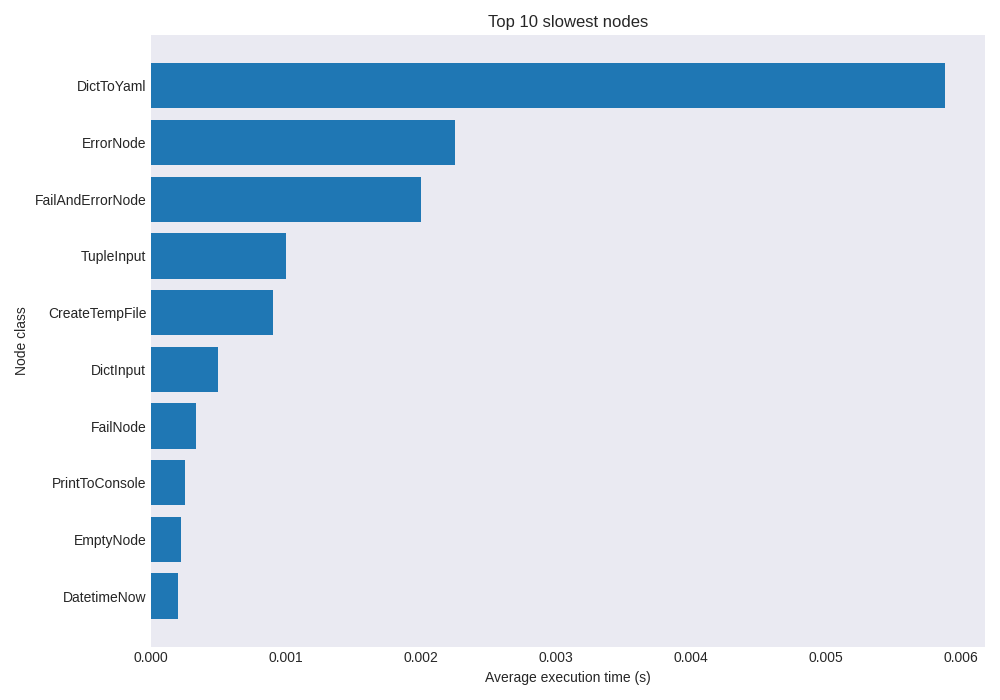 Top 10 slowest nodes
Node class
DictToYaml
ErrorNode
FailAndErrorNode
TupleInput
CreateTempFile
DictInput
FailNode
PrintToConsole
EmptyNode
DatetimeNow
0.000 0.001 0.002 0.003 0.004 0.005 0.006
Average execution time (s)